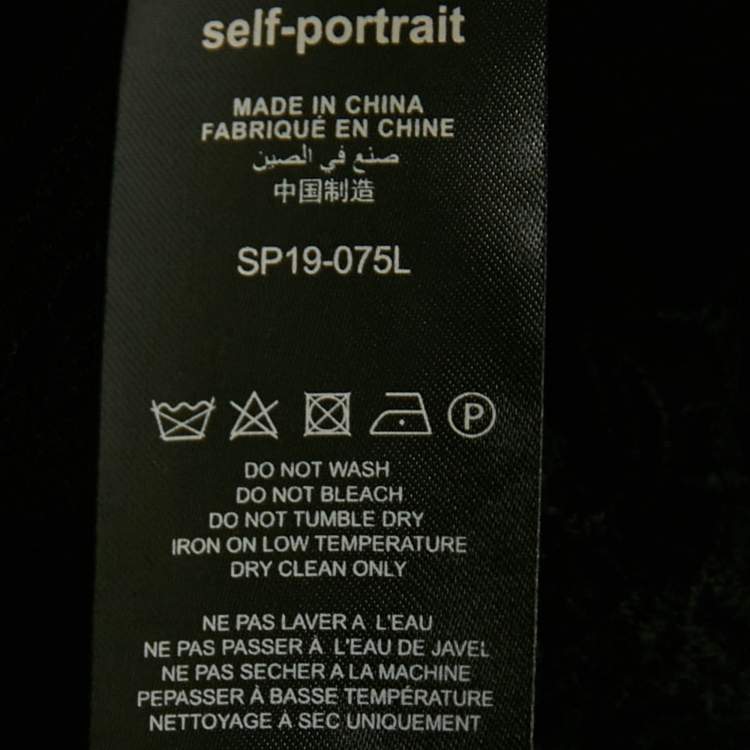 self-portrait
MADE IN CHINA
FABRIQUÉ EN CHINE
صنع في الصين
中国制造
SP19-075L
P
DO NOT WASH
DO NOT BLEACH
DO NOT TUMBLE DRY
IRON ON LOW TEMPERATURE
DRY CLEAN ONLY
NE PAS LAVER A L'EAU
NE PAS PASSER À L'EAU DE JAVEL
NE PAS SECHER A LA MACHINE
PEPASSER À BASSE TEMPÉRATURE
NETTOYAGE À SEC UNIQUEMENT